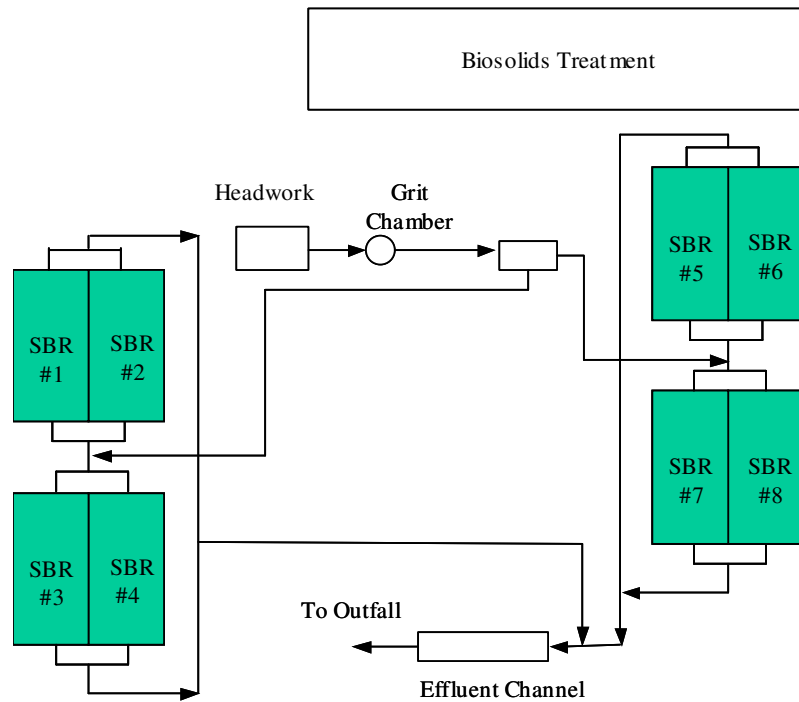 Biosolids Treatment
Headwork
Grit
Chamber
SBR
#5
SBR
#6
SBR
#1
SBR
#2
SBR
#7
SBR
#8
SBR
#3
SBR
#4
To Outfall
Effluent Channel